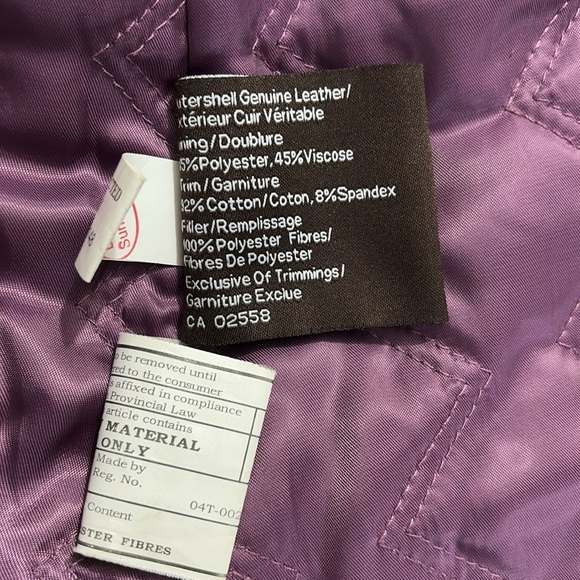 utershell Genuine Leather/
xtérieur Cuir Véritable
ning/Doublure
5%Polyester,45%Viscose
Trim/Garniture
92%Cotton/Coton,8%Spandex
Filler/Remplissage
100%Polyester Fibres/
Fibres De Polyester
Exclusive Of Trimmings/
Garniture Exclue
CA 02558
Sun
be removed until
ed to the consumer
s affixed in compliance
Provincial Law
article contains
MATERIAL
ONLY
Made by
Reg. No.
04T-002
Content
STER FIBRES